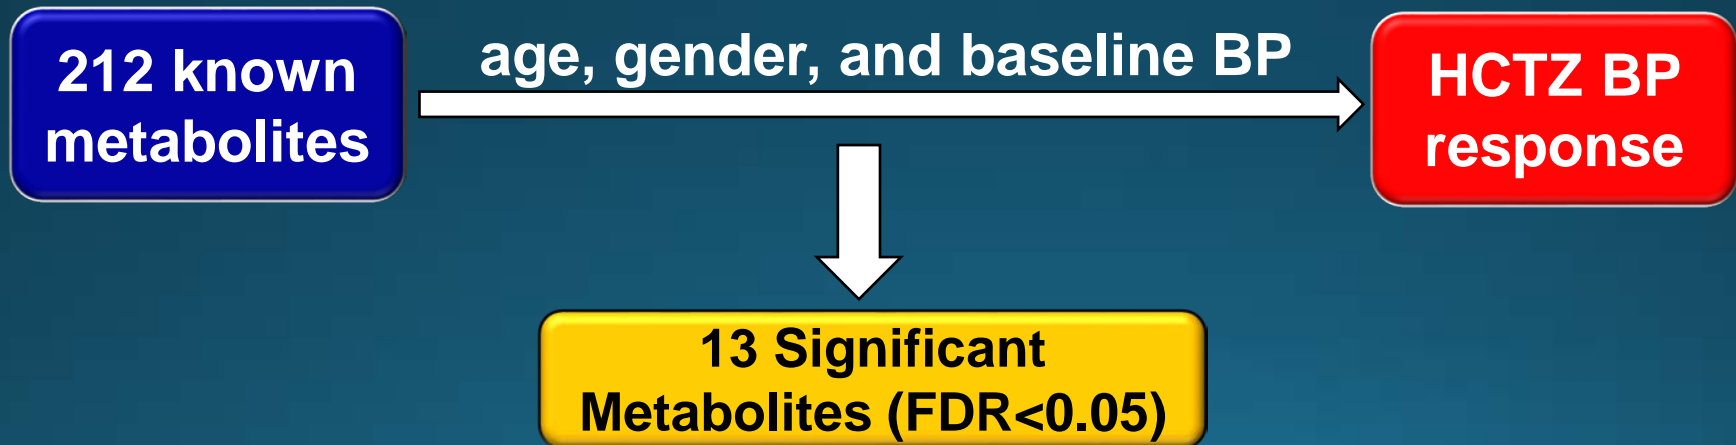 212 known
metabolites
age, gender, and baseline BP
HCTZ BP
response
13 Significant
Metabolites (FDR<0.05)